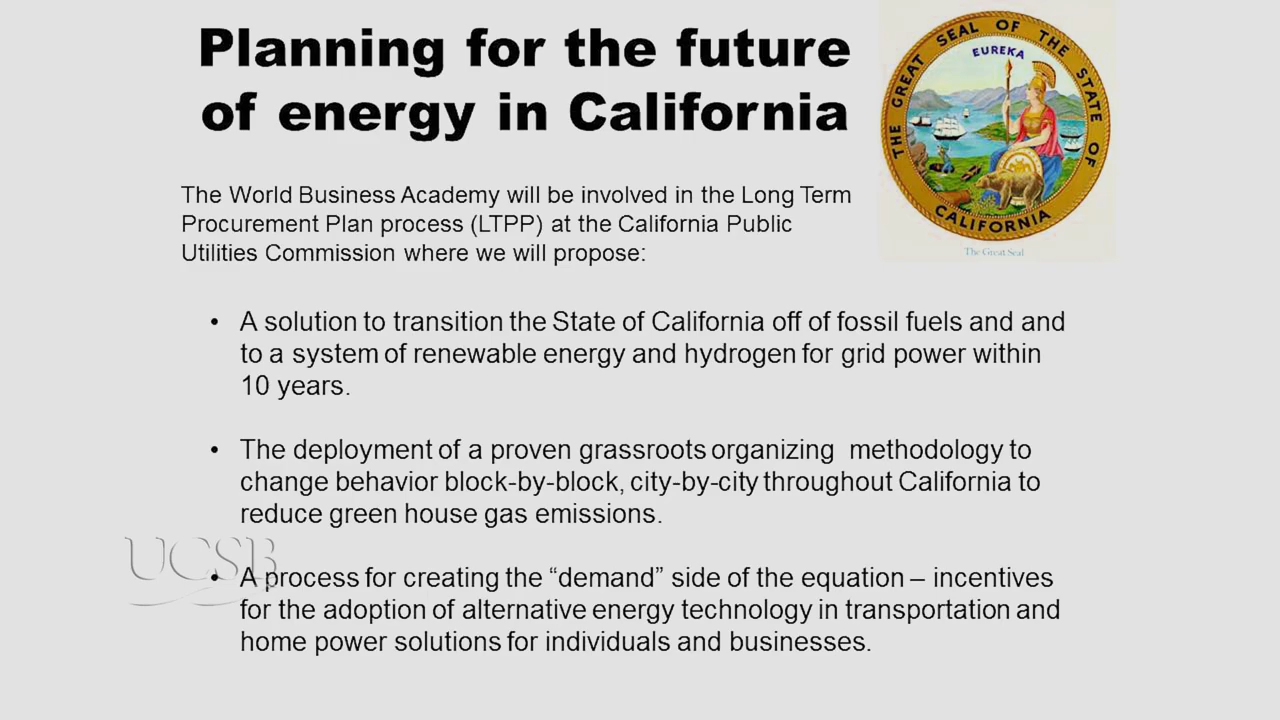 Planning for the future
of energy in California
THE GREAT SEAL OF THE STATE OF CALIFORNIA
EUREKA
The Great Seal
The World Business Academy will be involved in the Long Term
Procurement Plan process (LTPP) at the California Public
Utilities Commission where we will propose:
• A solution to transition the State of California off of fossil fuels and and
to a system of renewable energy and hydrogen for grid power within
10 years.
• The deployment of a proven grassroots organizing methodology to
change behavior block-by-block, city-by-city throughout California to
reduce green house gas emissions.
UCSB
• A process for creating the “demand” side of the equation – incentives
for the adoption of alternative energy technology in transportation and
home power solutions for individuals and businesses.